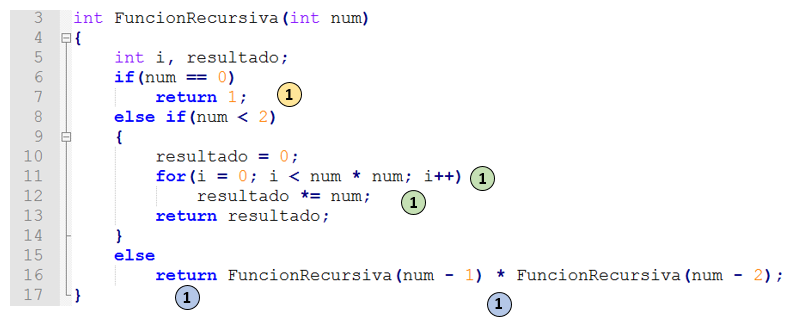 3 int FuncionRecursiva(int num)
4 {
5 int i, resultado;
6 if(num == 0)
7 return 1; 1
8 else if(num < 2)
9 {
10 resultado = 0;
11 for(i = 0; i < num * num; i++) 1
12 resultado *= num; 1
13 return resultado;
14 }
15 else
16 return FuncionRecursiva(num - 1) * FuncionRecursiva(num - 2);
17 }
1 1